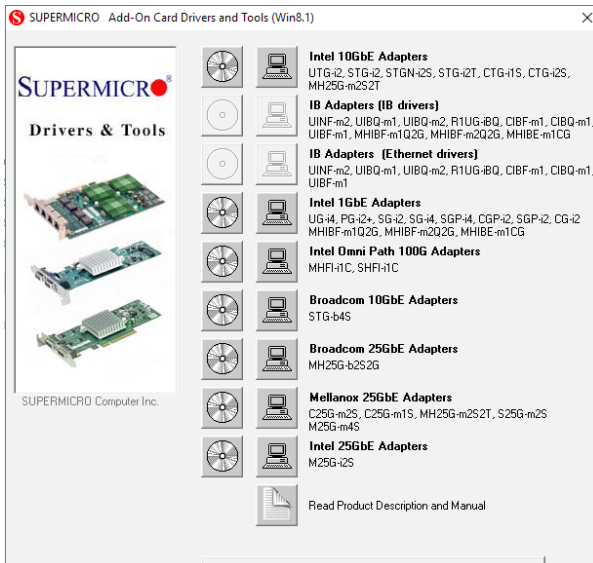 SUPERMICRO Add-On Card Drivers and Tools (Win8.1)
SUPERMICRO®
Drivers & Tools
SUPERMICRO Computer Inc.
Intel 10GbE Adapters
UTG-i2, STG-i2, STGN-i2S, STG-i2T, CTG-i1S, CTG-i2S,
MH25G-m2S2T
IB Adapters (IB drivers)
UINF-m2, UIBQ-m1, UIBQ-m2, R1UG-iBQ, CIBF-m1, CIBQ-m1,
UIBF-m1, MHIBF-m1Q2G, MHIBF-m2Q2G, MHIBE-m1CG
IB Adapters (Ethernet drivers)
UINF-m2, UIBQ-m1, UIBQ-m2, R1UG-iBQ, CIBF-m1, CIBQ-m1,
UIBF-m1
Intel 1GbE Adapters
UG-i4, PG-i2+, SG-i2, SG-i4, SGP-i4, CGP-i2, SGP-i2, CG-i2
MHIBF-m1Q2G, MHIBF-m2Q2G, MHIBE-m1CG
Intel Omni Path 100G Adapters
MHFI-i1C, SHFI-i1C
Broadcom 10GbE Adapters
STG-b4S
Broadcom 25GbE Adapters
MH25G-b2S2G
Mellanox 25GbE Adapters
C25G-m2S, C25G-m1S, MH25G-m2S2T, S25G-m2S
M25G-m4S
Intel 25GbE Adapters
M25G-i2S
Read Product Description and Manual